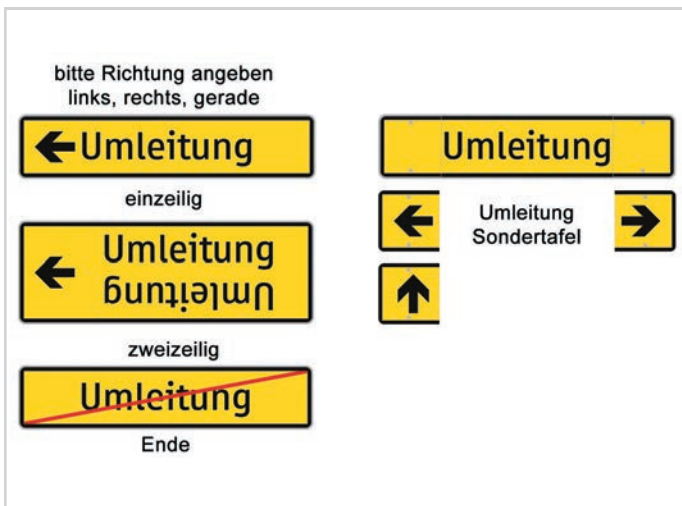 bitte Richtung angeben
links, rechts, gerade
Umleitung
einzeilig
Umleitung
Umleitung
zweizeilig
Umleitung
Ende
Umleitung
Umleitung
Sondertafel